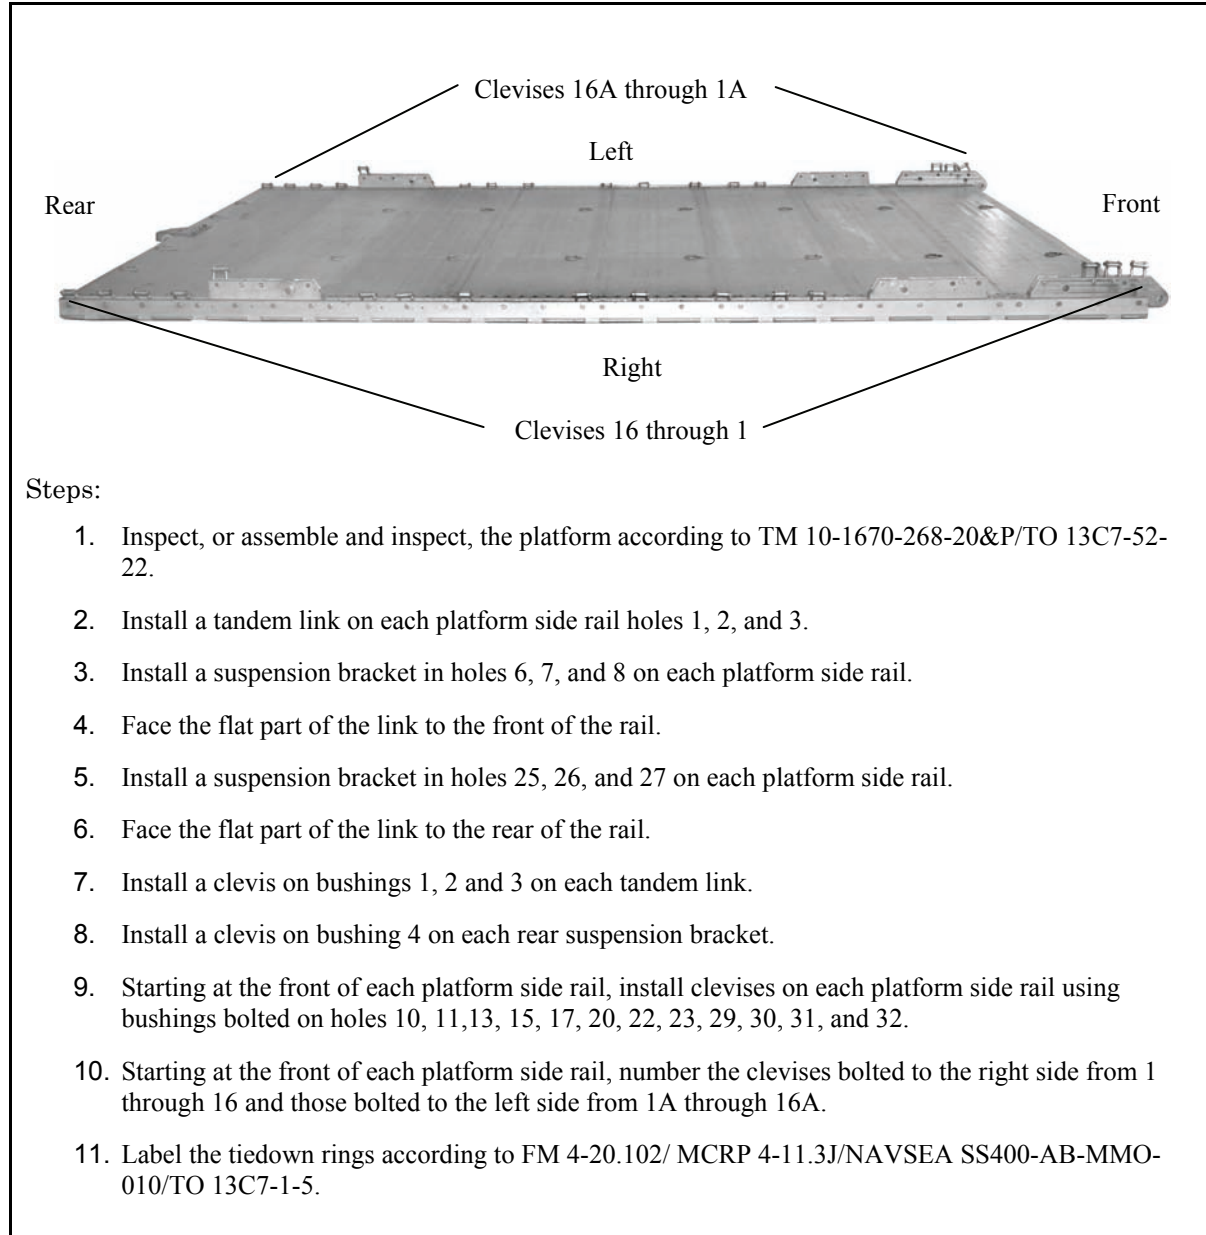 Clevises 16A through 1A
Left
Rear
Front
Right
Clevises 16 through 1
Steps:
1. Inspect, or assemble and inspect, the platform according to TM 10-1670-268-20&P/TO 13C7-52-
22.
2. Install a tandem link on each platform side rail holes 1, 2, and 3.
3. Install a suspension bracket in holes 6, 7, and 8 on each platform side rail.
4. Face the flat part of the link to the front of the rail.
5. Install a suspension bracket in holes 25, 26, and 27 on each platform side rail.
6. Face the flat part of the link to the rear of the rail.
7. Install a clevis on bushings 1, 2 and 3 on each tandem link.
8. Install a clevis on bushing 4 on each rear suspension bracket.
9. Starting at the front of each platform side rail, install clevises on each platform side rail using
bushings bolted on holes 10, 11,13, 15, 17, 20, 22, 23, 29, 30, 31, and 32.
10. Starting at the front of each platform side rail, number the clevises bolted to the right side from 1
through 16 and those bolted to the left side from 1A through 16A.
11. Label the tiedown rings according to FM 4-20.102/ MCRP 4-11.3J/NAVSEA SS400-AB-MMO-
010/TO 13C7-1-5.